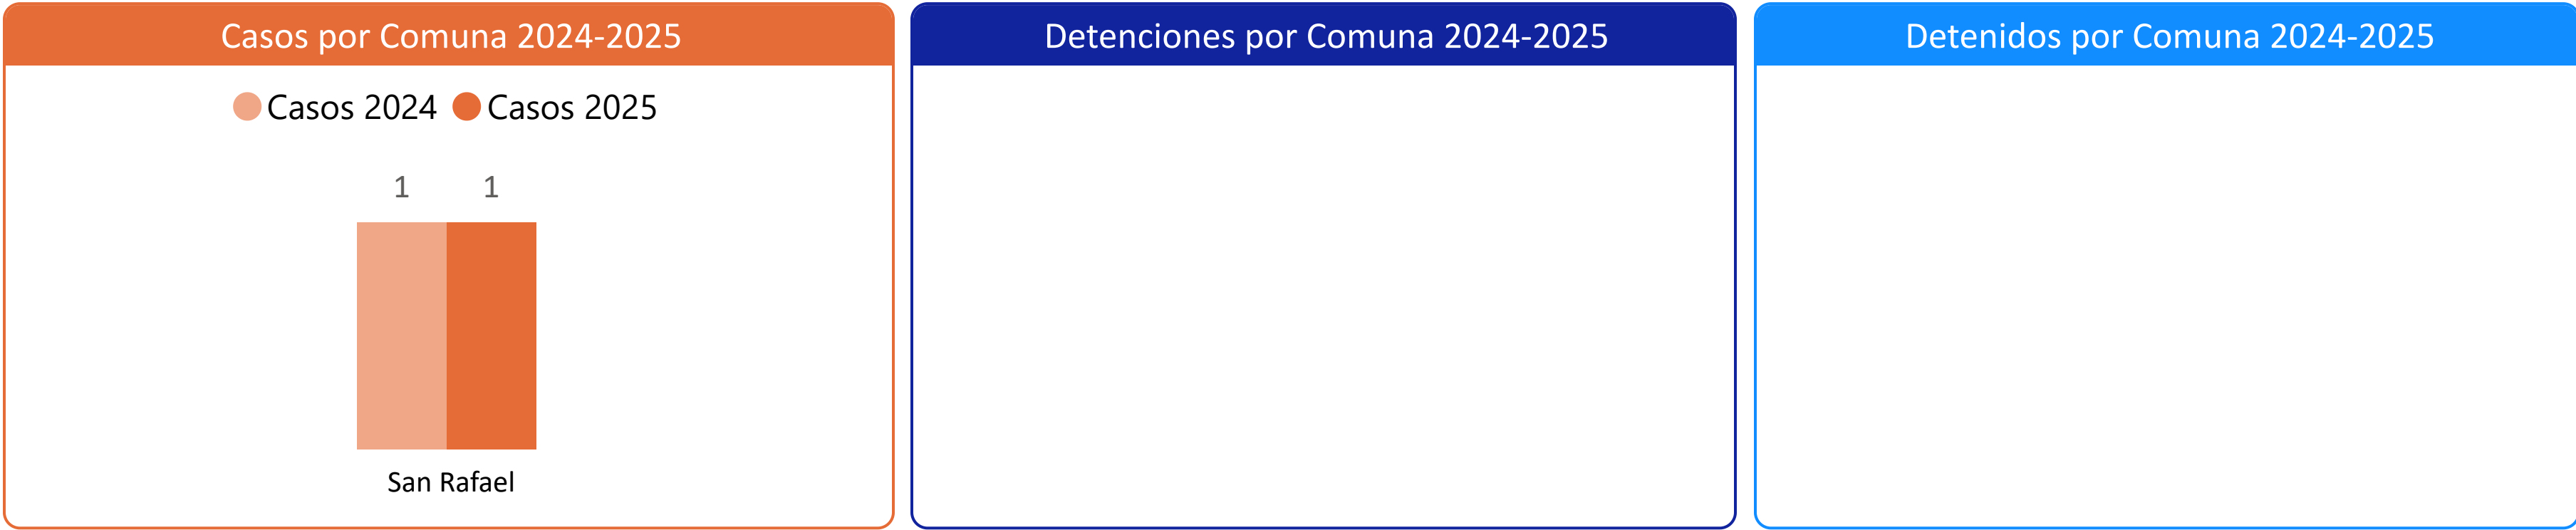 Casos por Comuna 2024-2025
Casos 2024 Casos 2025
1 1
San Rafael
Detenciones por Comuna 2024-2025
Detenidos por Comuna 2024-2025